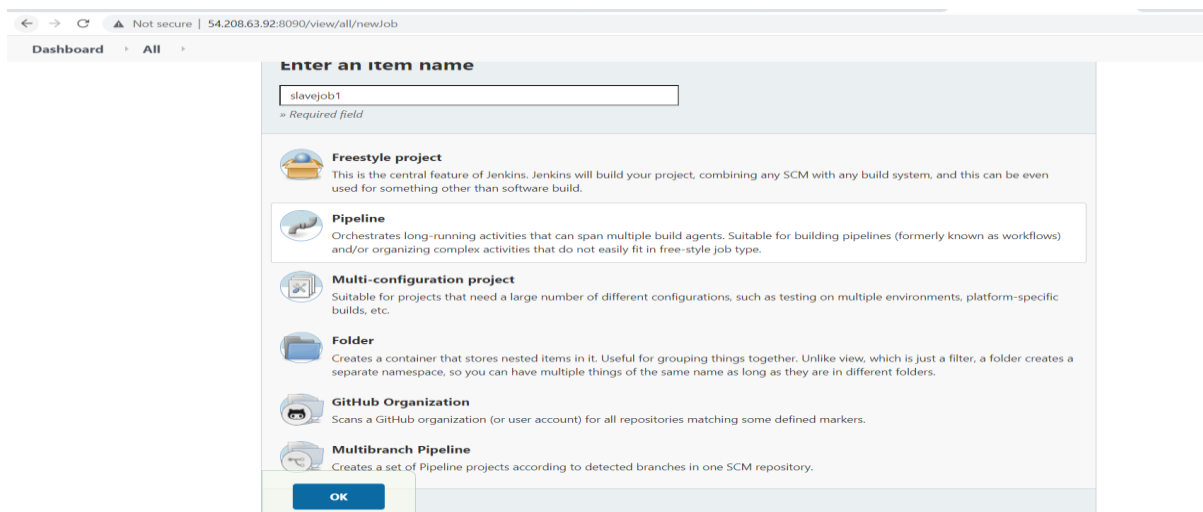 Not secure | 54.208.63.92:8090/view/all/newJob
Dashboard All
Enter an item name
slavejob1
» Required field
Freestyle project
This is the central feature of Jenkins. Jenkins will build your project, combining any SCM with any build system, and this can be even
used for something other than software build.
Pipeline
Orchestrates long-running activities that can span multiple build agents. Suitable for building pipelines (formerly known as workflows)
and/or organizing complex activities that do not easily fit in free-style job type.
Multi-configuration project
Suitable for projects that need a large number of different configurations, such as testing on multiple environments, platform-specific
builds, etc.
Folder
Creates a container that stores nested items in it. Useful for grouping things together. Unlike view, which is just a filter, a folder creates a
separate namespace, so you can have multiple things of the same name as long as they are in different folders.
GitHub Organization
Scans a GitHub organization (or user account) for all repositories matching some defined markers.
Multibranch Pipeline
Creates a set of Pipeline projects according to detected branches in one SCM repository.
OK